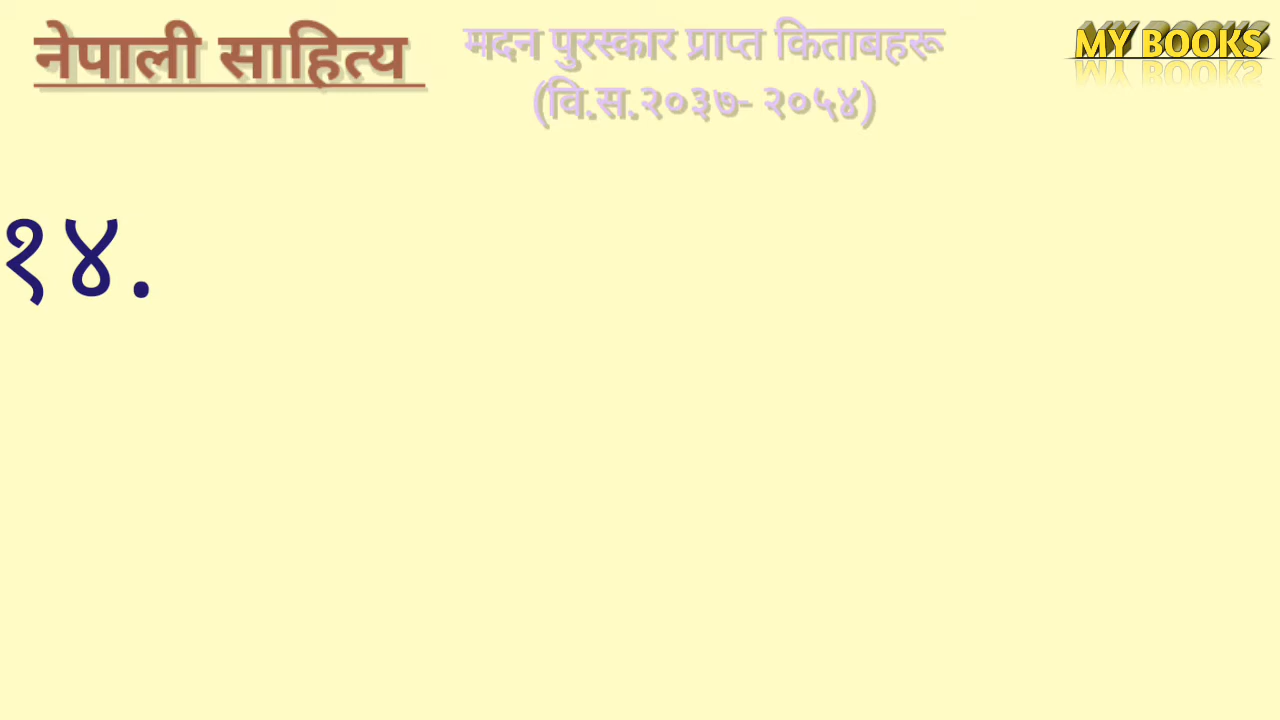 नेपाली साहित्य
मदन पुरस्कार प्राप्त किताबहरू
(वि.स.२०३७- २०५४)
MY BOOKS
१४.